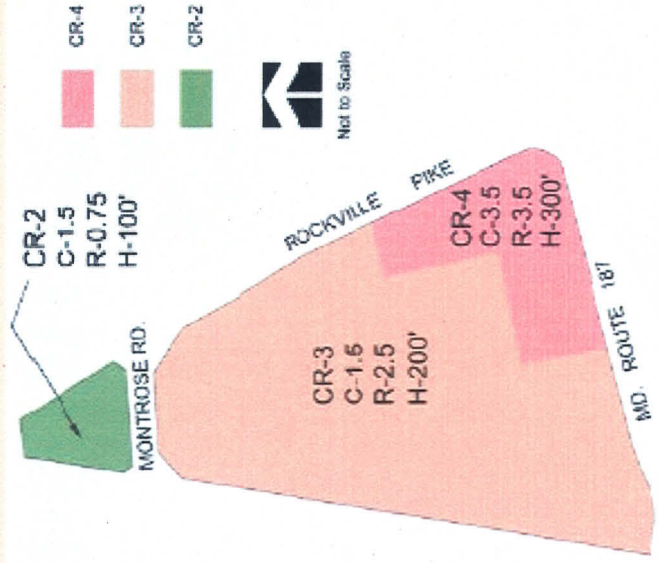 CR-4
CR-3
CR-2
Not to Scale
CR-2
C-1.5
R-0.75
H-100'
MONTROSE RD.
ROCKVILLE PIKE
CR-3
C-1.5
R-2.5
H-200'
CR-4
C-3.5
R-3.5
H-300'
MD. ROUTE 187